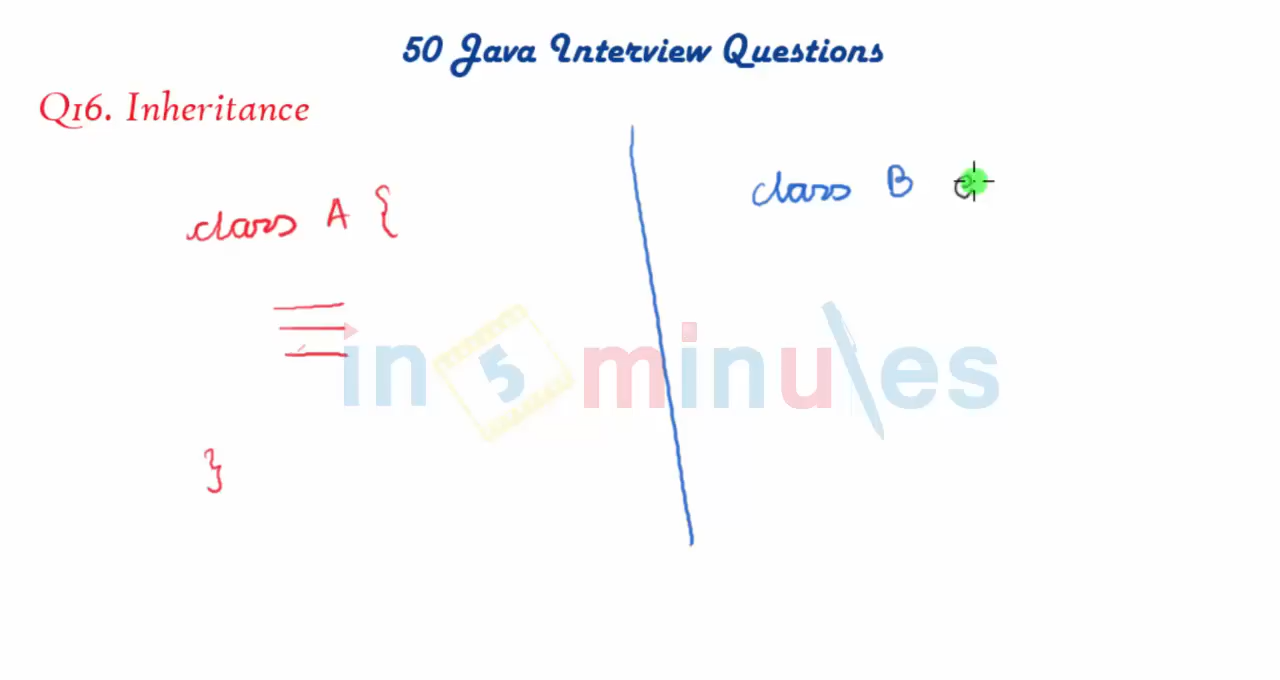 50 Java Interview Questions
Q16. Inheritance
class A {
}
class B e
in 5 minutes